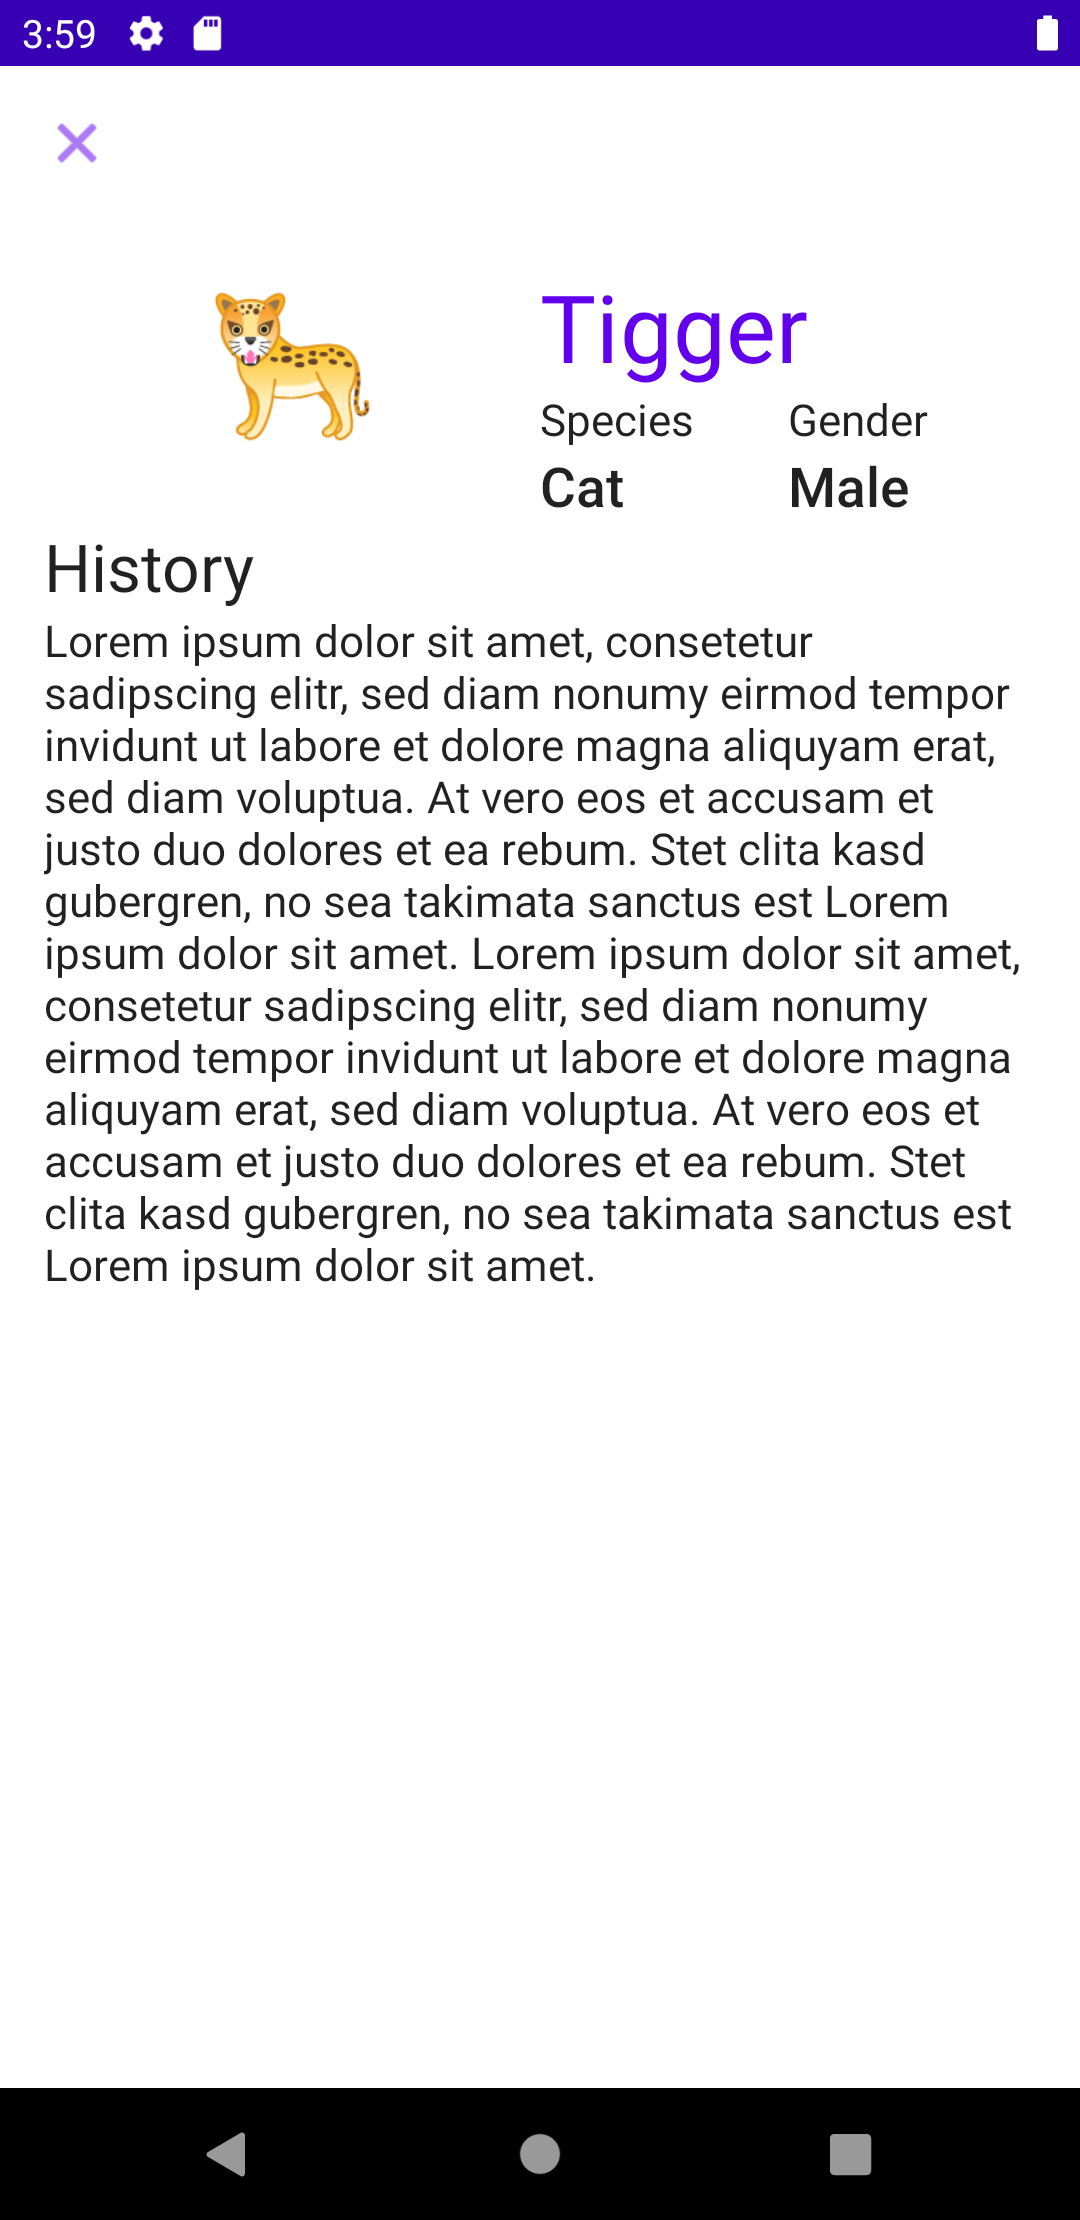 3:59
Tigger
Species Gender
Cat Male
History
Lorem ipsum dolor sit amet, consetetur
sadipscing elitr, sed diam nonumy eirmod tempor
invidunt ut labore et dolore magna aliquyam erat,
sed diam voluptua. At vero eos et accusam et
justo duo dolores et ea rebum. Stet clita kasd
gubergren, no sea takimata sanctus est Lorem
ipsum dolor sit amet. Lorem ipsum dolor sit amet,
consetetur sadipscing elitr, sed diam nonumy
eirmod tempor invidunt ut labore et dolore magna
aliquyam erat, sed diam voluptua. At vero eos et
accusam et justo duo dolores et ea rebum. Stet
clita kasd gubergren, no sea takimata sanctus est
Lorem ipsum dolor sit amet.